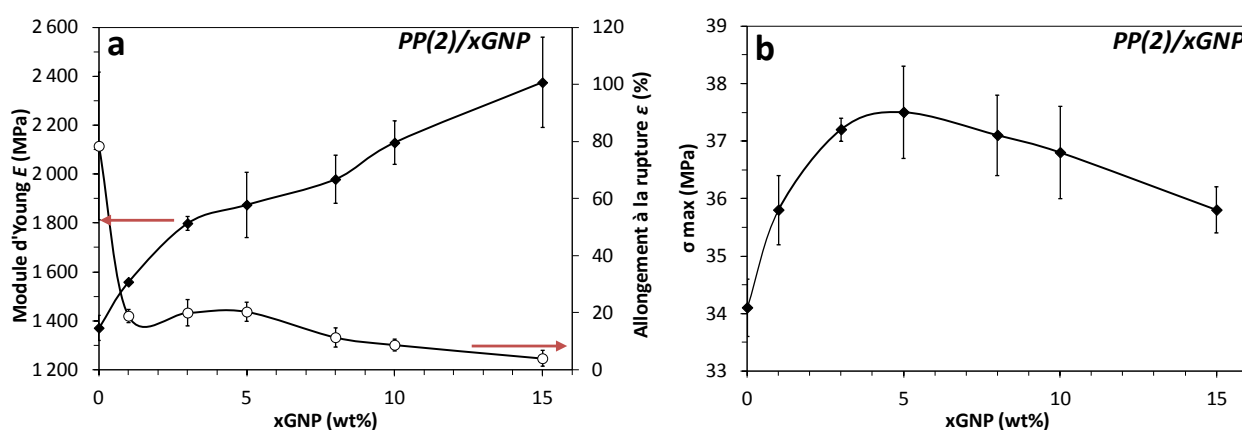 a
PP(2)/xGNP
Module d'Young E (MPa)
2 600
2 400
2 200
2 000
1 800
1 600
1 400
1 200
120
100
80
60
40
20
0
Allongement à la rupture ε (%)
0 5 10 15
xGNP (wt%)
b
PP(2)/xGNP
σ max (MPa)
39
38
37
36
35
34
33
0 5 10 15
xGNP (wt%)